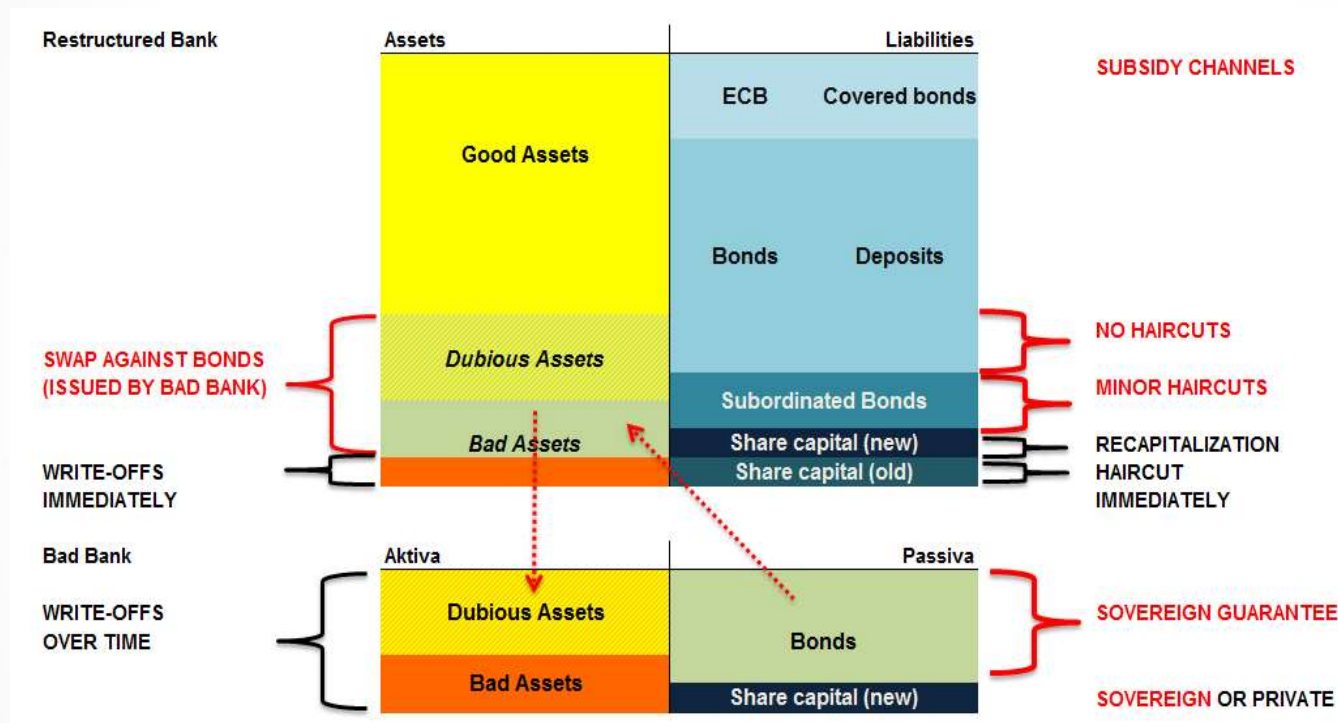 Restructured Bank
Assets
Liabilities
SUBSIDY CHANNELS
ECB
Covered bonds
Good Assets
Bonds
Deposits
NO HAIRCUTS
SWAP AGAINST BONDS
(ISSUED BY BAD BANK)
Dubious Assets
MINOR HAIRCUTS
Subordinated Bonds
Bad Assets
Share capital (new)
RECAPITALIZATION
WRITE-OFFS
IMMEDIATELY
Share capital (old)
HAIRCUT
IMMEDIATELY
Bad Bank
Aktiva
Passiva
WRITE-OFFS
OVER TIME
Dubious Assets
Bonds
SOVEREIGN GUARANTEE
Bad Assets
Share capital (new)
SOVEREIGN OR PRIVATE